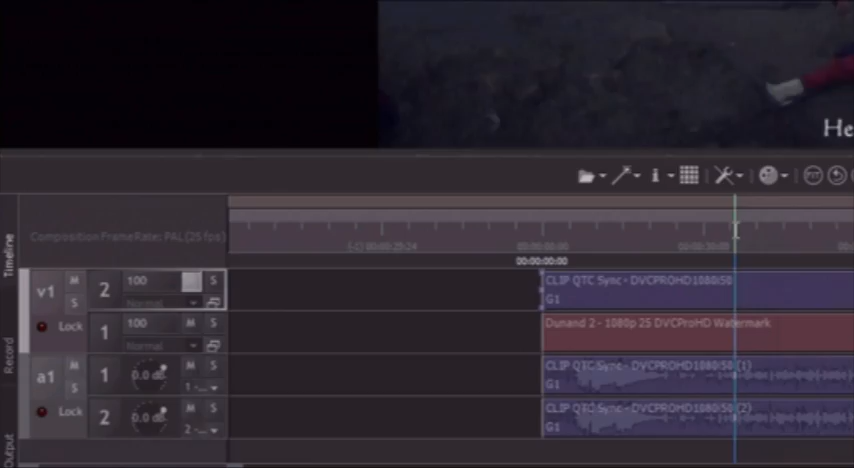 He
Composition FrameRate: PAL (25 fps)
(-1) 00:00:29:24
00:00:00:00
00:00:30:00
00:00:00:00
Timeline
Record
Output
v1
M
S
Lock
2
100
S
Normal
CLIP QTC Sync - DVCPROHD1080i50
G1
1
100
M
S
Normal
Dunand 2 - 1080p 25 DVCProHD Watermark
a1
M
S
Lock
1
0.0 dB
M
S
1 -...
CLIP QTC Sync - DVCPROHD1080i50 (1)
G1
2
0.0 dB
M
S
2 -...
CLIP QTC Sync - DVCPROHD1080i50 (2)
G1